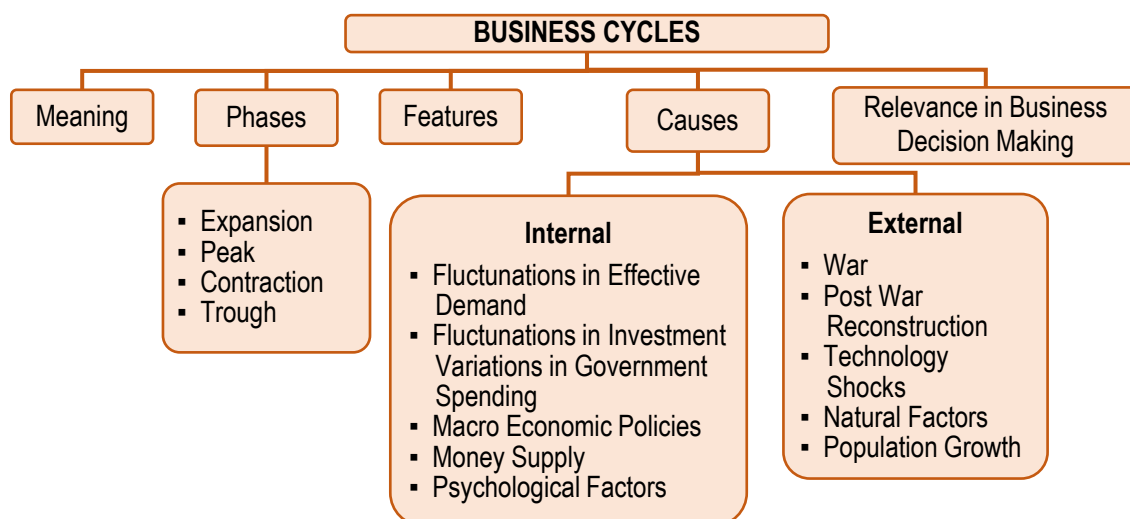 BUSINESS CYCLES
Meaning
Phases
Features
Causes
Relevance in Business
Decision Making
▪ Expansion
▪ Peak
▪ Contraction
▪ Trough
Internal
▪ Fluctunations in Effective
Demand
▪ Fluctunations in Investment
Variations in Government
Spending
▪ Macro Economic Policies
▪ Money Supply
▪ Psychological Factors
External
▪ War
▪ Post War
Reconstruction
▪ Technology
Shocks
▪ Natural Factors
▪ Population Growth